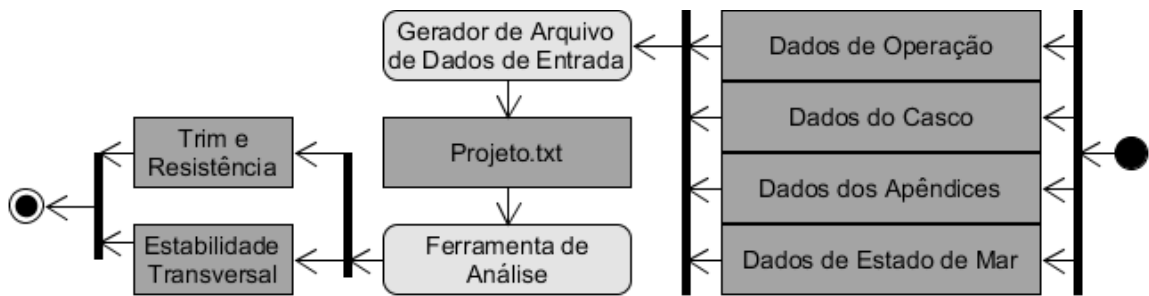 Gerador de Arquivo
de Dados de Entrada
Dados de Operação
Dados do Casco
Trim e
Resistência
Projeto.txt
Dados dos Apêndices
Estabilidade
Transversal
Ferramenta de
Análise
Dados de Estado de Mar